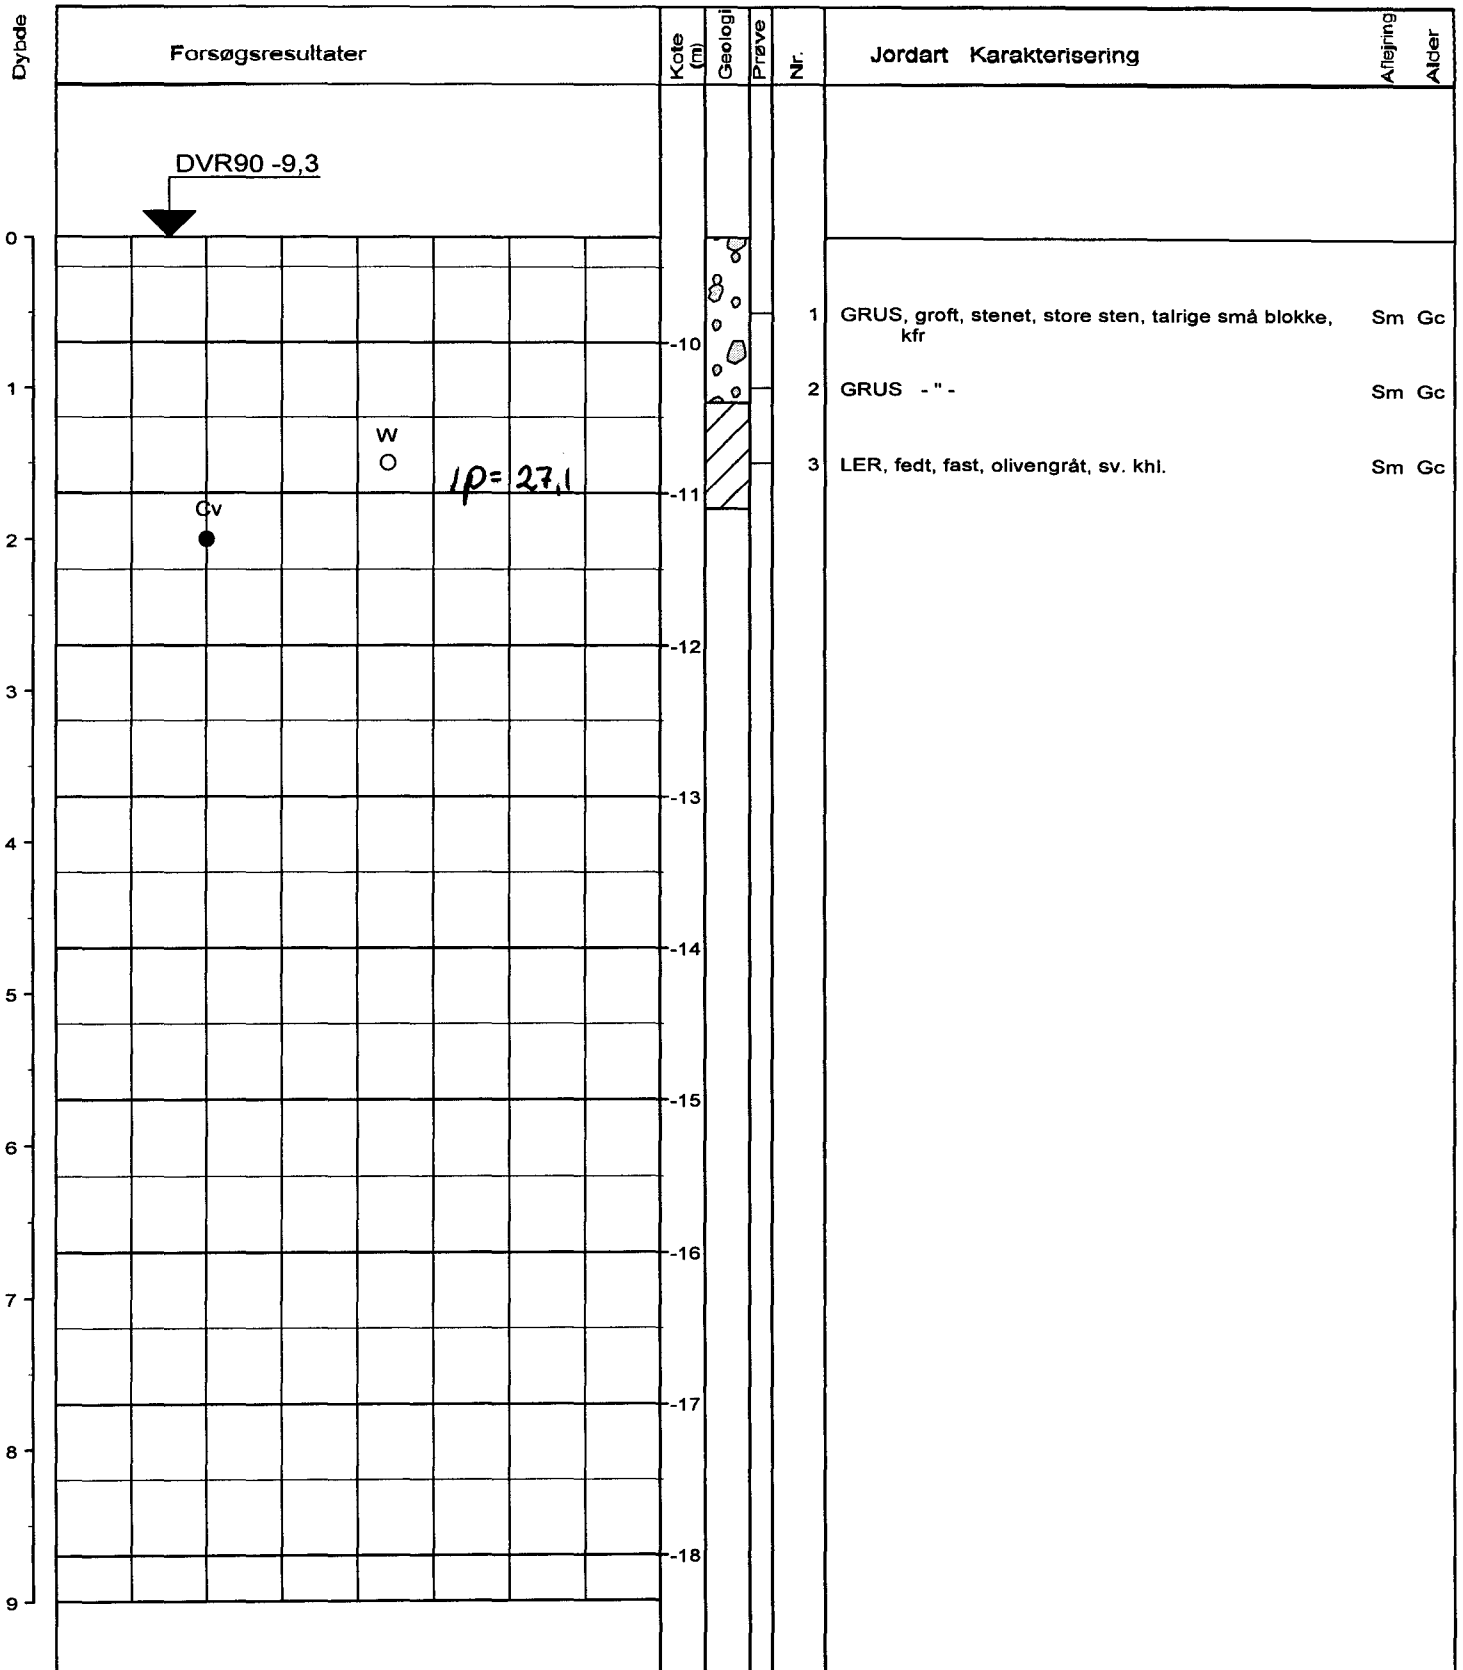 Dybde
Forsøgsresultater
Kote (m)
Geologi
Prøve
Nr.
Jordart Karakterisering
Aflejring
Alder
DVR90 -9,3
0
1 GRUS, groft, stenet, store sten, talrige små blokke, Sm Gc
kfr
-10
1
2 GRUS - " - Sm Gc
W
3 LER, fedt, fast, olivengråt, sv. khl. Sm Gc
Ip= 27,1
-11
Cv
2
-12
3
-13
4
-14
5
-15
6
-16
7
-17
8
-18
9